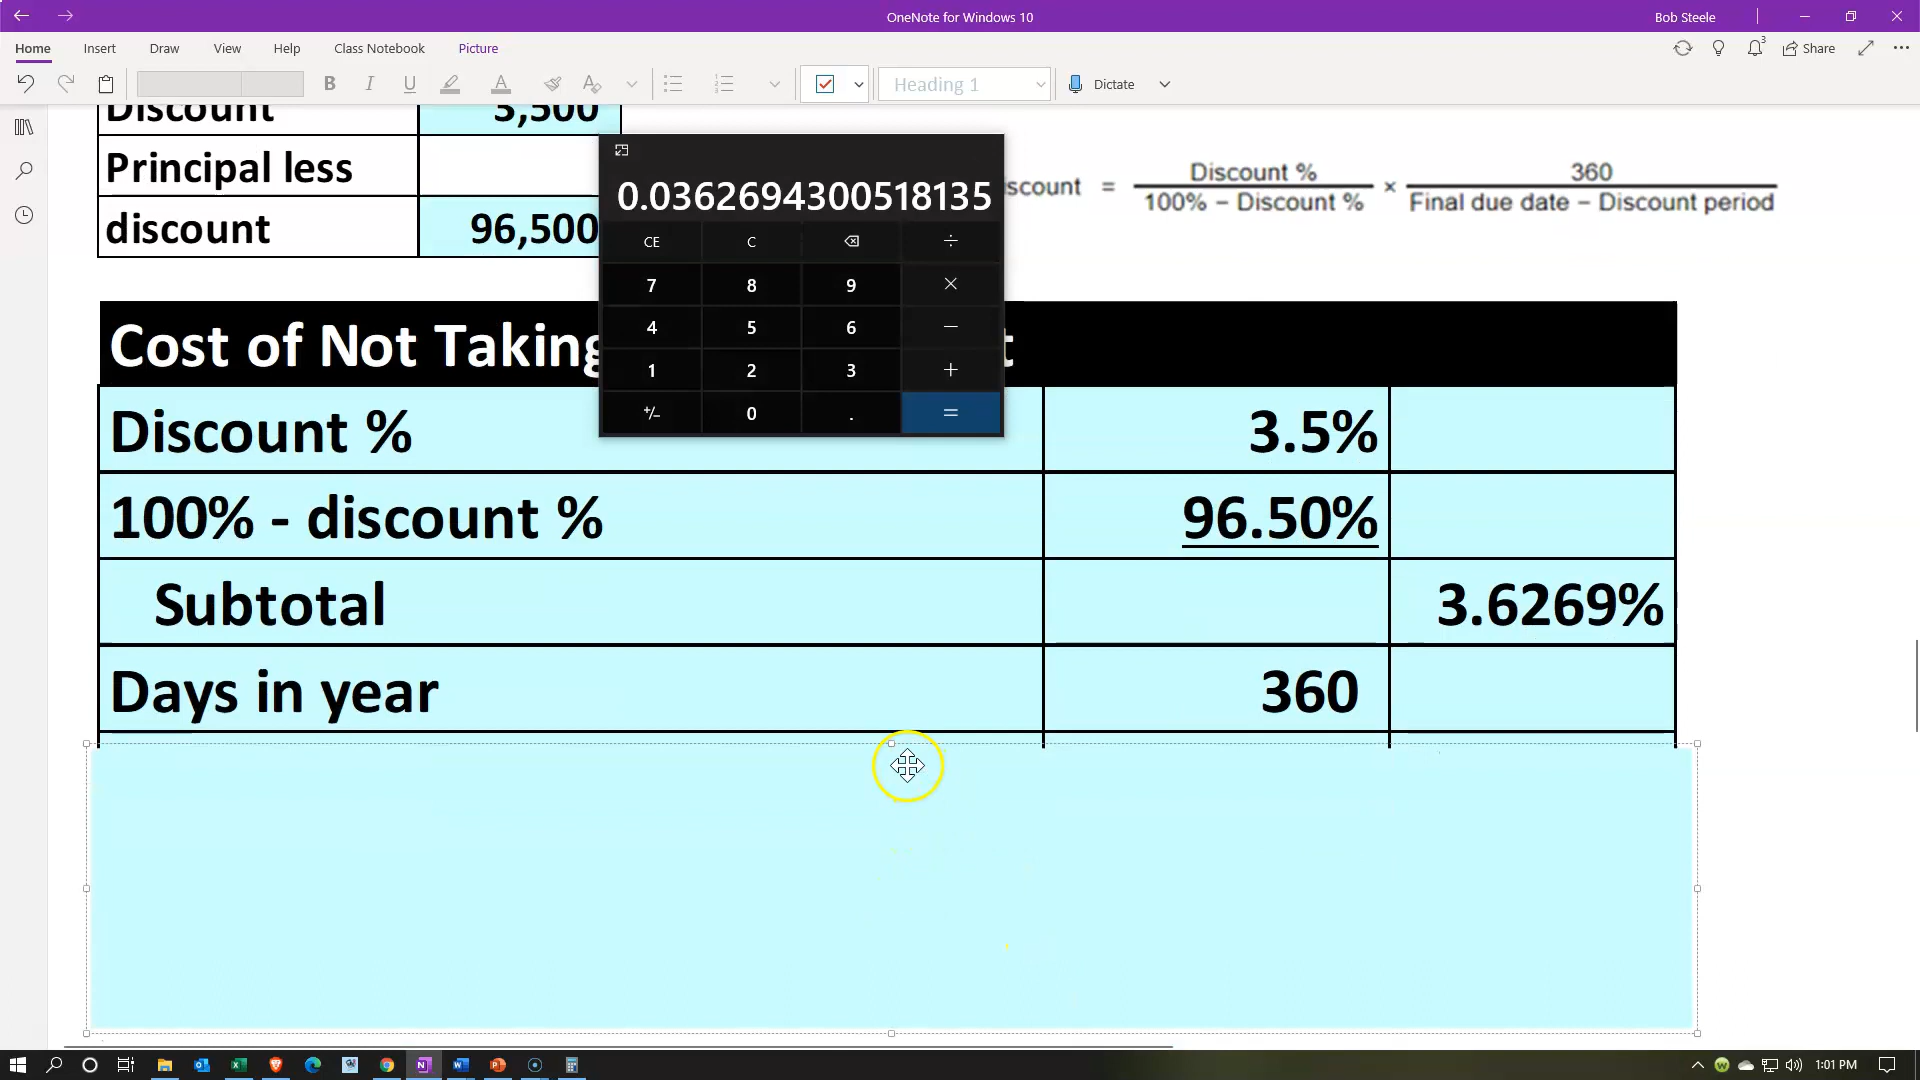 OneNote for Windows 10
Bob Steele
Home
Insert
Draw
View
Help
Class Notebook
Picture
3
Share
B
I
U
A
A
Heading 1
Dictate
Discount
3,500
Principal less
discount
96,500
scount = Discount % / 100% − Discount % × 360 / Final due date − Discount period
0.0362694300518135
CE
C
÷
7
8
9
×
4
5
6
−
1
2
3
+
+/−
0
.
=
Cost of Not Taking
t
Discount %
3.5%
100% - discount %
96.50%
Subtotal
3.6269%
Days in year
360
1:01 PM